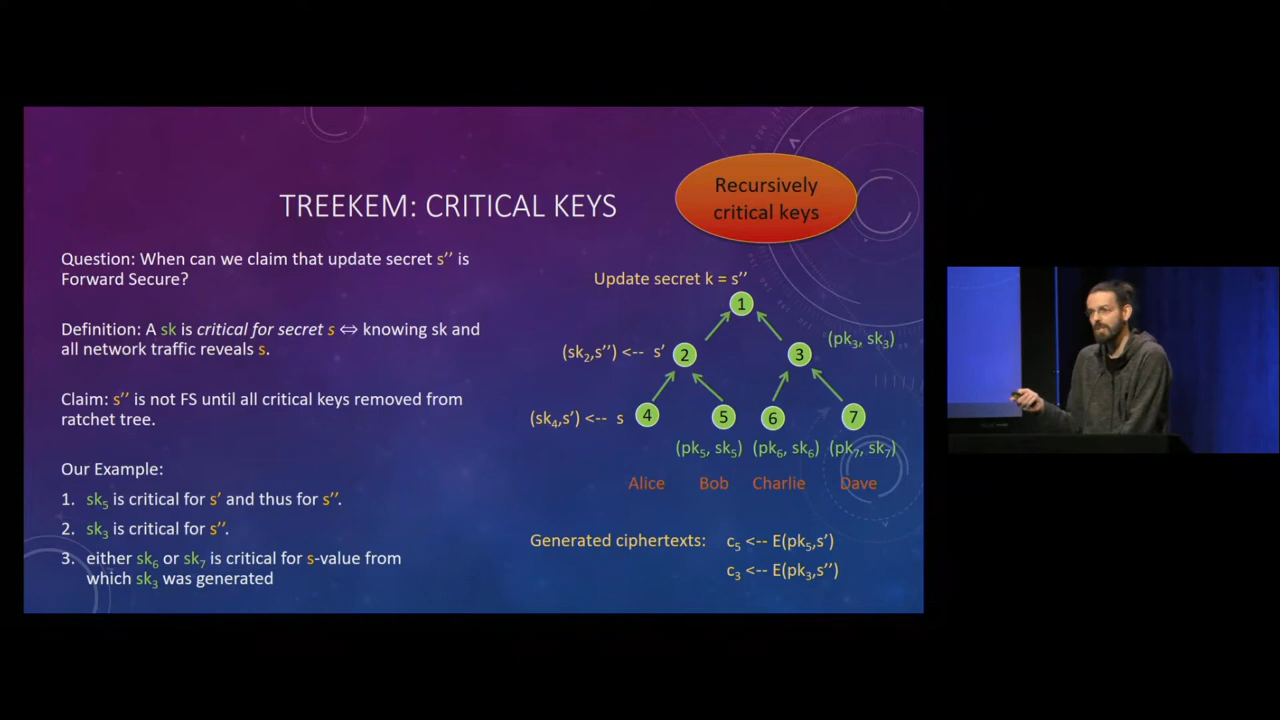 TREEKEM: CRITICAL KEYS
Recursively
critical keys
Question: When can we claim that update secret s’’ is
Forward Secure?
Definition: A sk is critical for secret s ⇔ knowing sk and
all network traffic reveals s.
Claim: s’’ is not FS until all critical keys removed from
ratchet tree.
Our Example:
1. sk₅ is critical for s’ and thus for s’’.
2. sk₃ is critical for s’’.
3. either sk₆ or sk₇ is critical for s-value from
which sk₃ was generated
Update secret k = s’’
1
(sk₂,s’’) <-- s’
2
3
(pk₃, sk₃)
(sk₄,s’) <-- s
4
5
6
7
(pk₅, sk₅) (pk₆, sk₆) (pk₇, sk₇)
Alice Bob Charlie Dave
Generated ciphertexts: c₅ <-- E(pk₅,s’)
c₃ <-- E(pk₃,s’’)